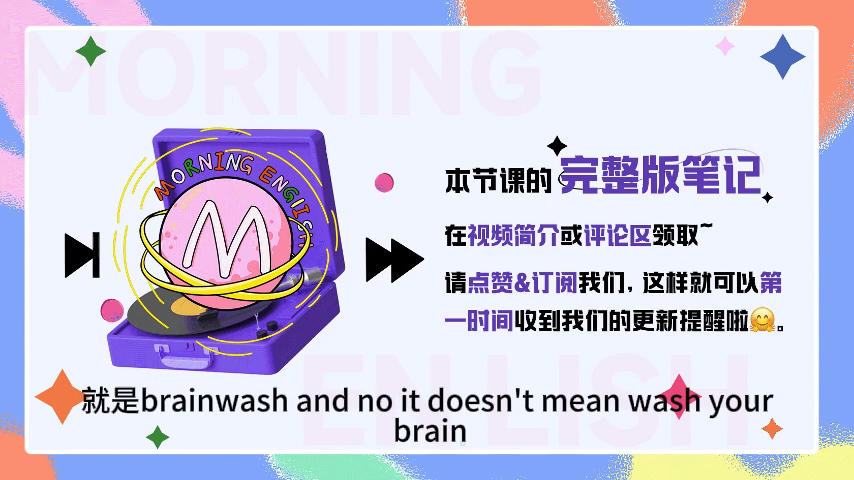 MORNING
MORNING ENGLISH
M
本节课的 完整版笔记
在视频简介或评论区领取~
请点赞&订阅我们，这样就可以第
一时间收到我们的更新提醒啦🤗。
ENGLISH
就是brainwash and no it doesn't mean wash your
brain